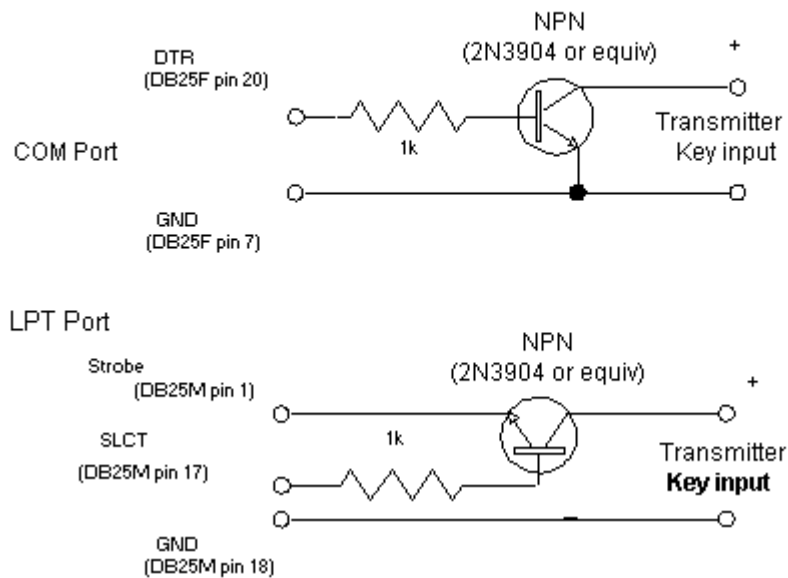 NPN
(2N3904 or equiv)
DTR
(DB25F pin 20)
+
1k
Transmitter
Key input
COM Port
GND
(DB25F pin 7)
LPT Port
NPN
(2N3904 or equiv)
Strobe
(DB25M pin 1)
+
SLCT
1k
(DB25M pin 17)
Transmitter
Key input
GND
(DB25M pin 18)